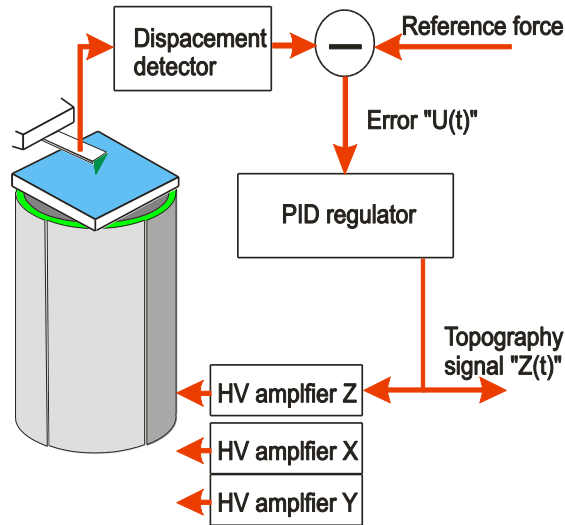 Dispacement
detector
Reference force
Error "U(t)"
PID regulator
Topography
signal "Z(t)"
HV amplfier Z
HV amplfier X
HV amplfier Y